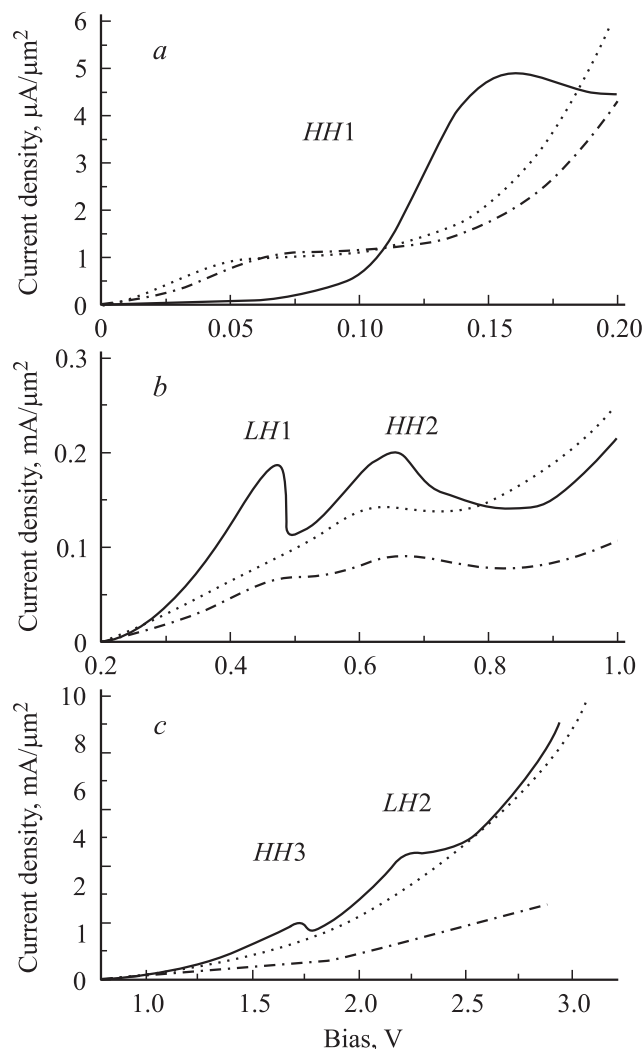 6
a
5
4
HH1
3
2
1
0
Current density, μA/μm2
0 0.05 0.10 0.15 0.20
0.3
b
LH1 HH2
0.2
0.1
0
Current density, mA/μm2
0.2 0.4 0.6 0.8 1.0
10
c
8
6
LH2
4
HH3
2
1
0
Current density, mA/μm2
1.0 1.5 2.0 2.5 3.0
Bias, V